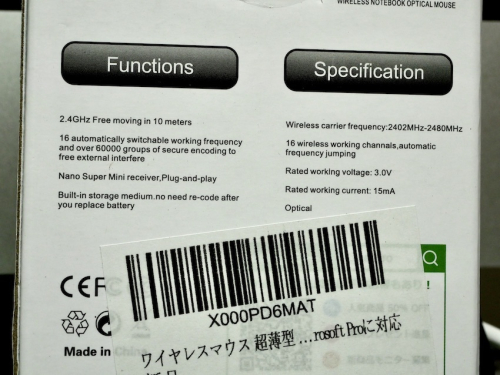 WIRELESS NOTEBOOK OPTICAL MOUSE
Functions
2.4GHz Free moving in 10 meters
16 automatically switchable working frequency
and over 60000 groups of secure encoding to
free external interfere
Nano Super Mini receiver,Plug-and-play
Built-in storage medium.no need re-code after
you replace battery
Specification
Wireless carrier frequency:2402MHz-2480MHz
16 wireless working channels,automatic
frequency jumping
Rated working voltage: 3.0V
Rated working current: 15mA
Optical
X000PD6MAT
ワイヤレスマウス 超薄型 ...rosoft Proに対応
Made in China